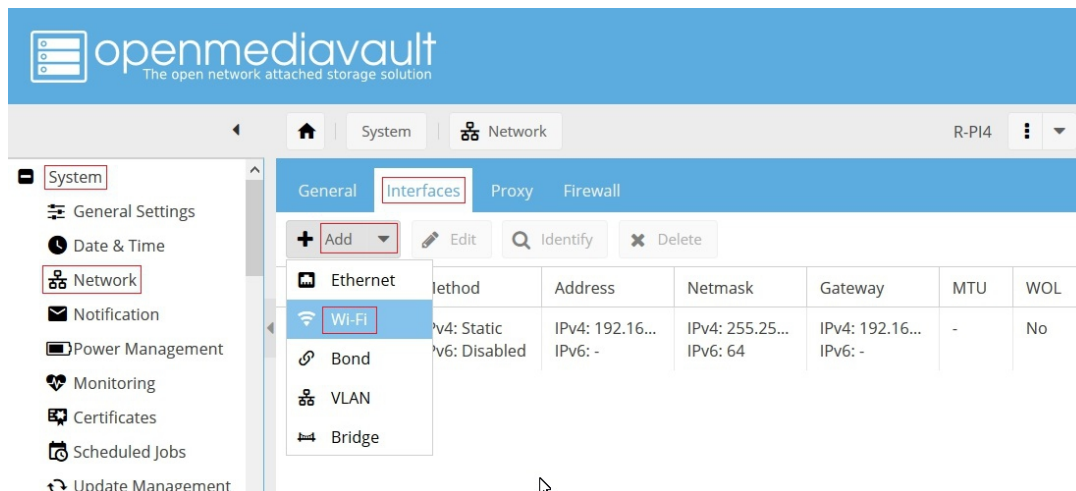 openmediavault
The open network attached storage solution
System Network R-PI4
System
General Settings
Date & Time
Network
Notification
Power Management
Monitoring
Certificates
Scheduled Jobs
Update Management
General Interfaces Proxy Firewall
Add Edit Identify Delete
Ethernet
Wi-Fi
Bond
VLAN
Bridge
Address Netmask Gateway MTU WOL
Static IPv4: 192.16... IPv4: 255.25... IPv4: 192.16... - No
IPv6: Disabled IPv6: - IPv6: 64 IPv6: -